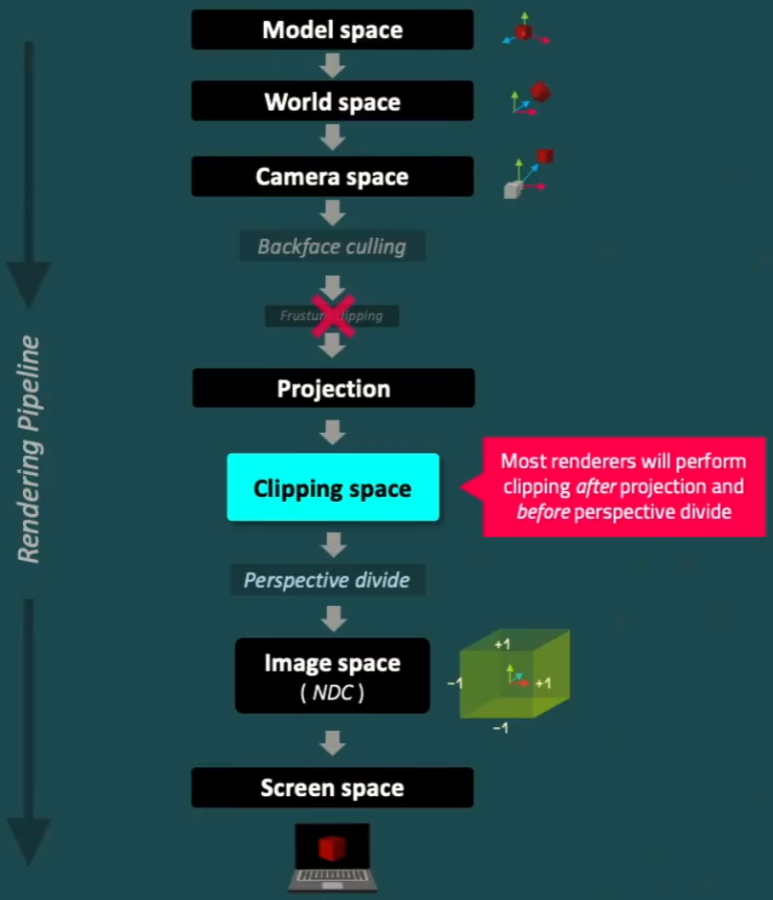 Model space
World space
Camera space
Backface culling
Frustum clipping
Projection
Rendering Pipeline
Clipping space
Most renderers will perform
clipping after projection and
before perspective divide
Perspective divide
Image space
( NDC )
+1
−1
+1
−1
Screen space